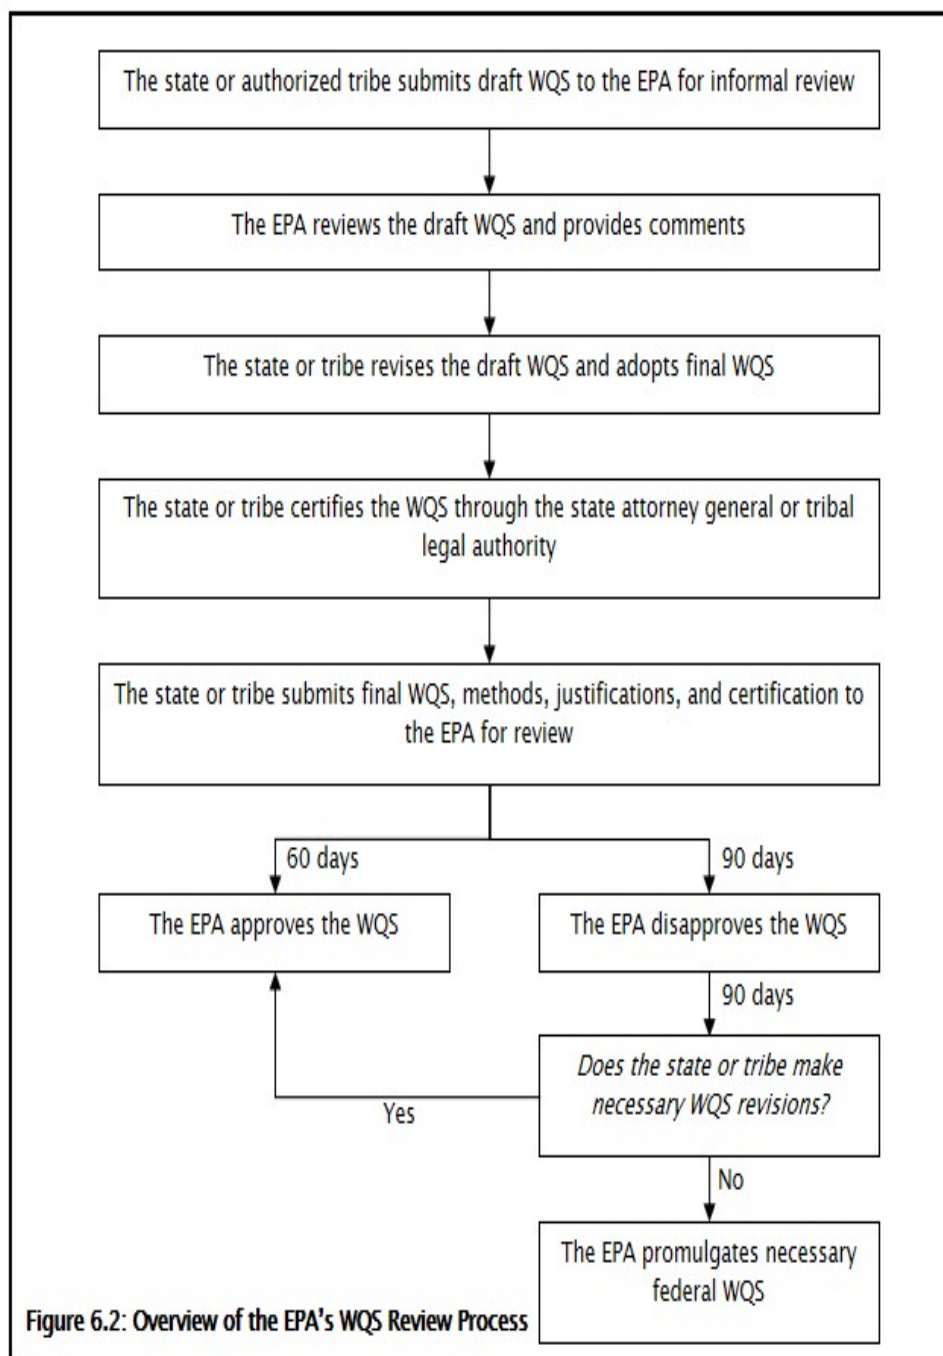 The state or authorized tribe submits draft WQS to the EPA for informal review
The EPA reviews the draft WQS and provides comments
The state or tribe revises the draft WQS and adopts final WQS
The state or tribe certifies the WQS through the state attorney general or tribal
legal authority
The state or tribe submits final WQS, methods, justifications, and certification to
the EPA for review
60 days
90 days
The EPA approves the WQS
The EPA disapproves the WQS
90 days
Does the state or tribe make
necessary WQS revisions?
Yes
No
The EPA promulgates necessary
federal WQS
Figure 6.2: Overview of the EPA's WQS Review Process